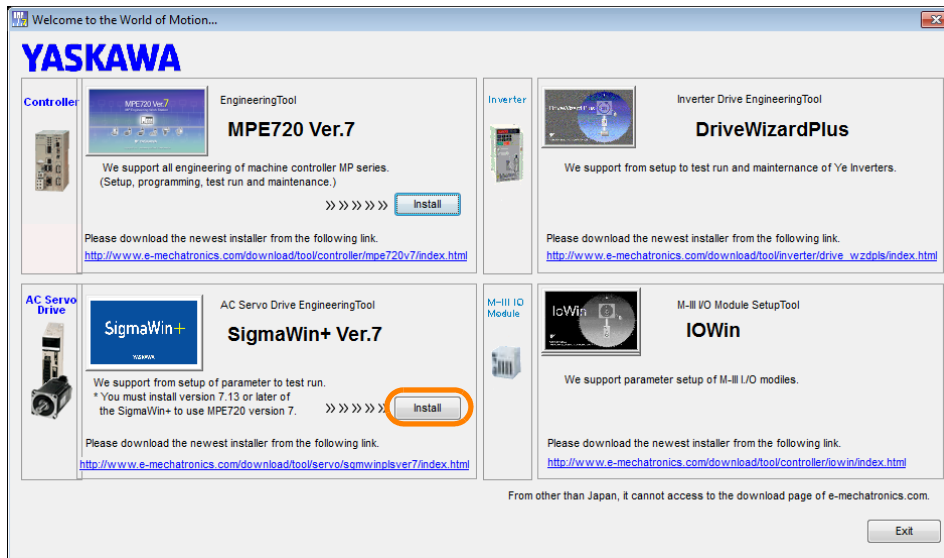 Welcome to the World of Motion...
YASKAWA
Controller
MPE720 Ver.7
EngineeringTool
MPE720 Ver.7
We support all engineering of machine controller MP series.
(Setup, programming, test run and maintenance.)
»»»»» Install
Please download the newest installer from the following link.
http://www.e-mechatronics.com/download/tool/controller/mpe720v7/index.html
Inverter
DriveWizard Plus
Inverter Drive EngineeringTool
DriveWizardPlus
We support from setup to test run and mainternance of Ye Inverters.
Please download the newest installer from the following link.
http://www.e-mechatronics.com/download/tool/inverter/drive_wzdpls/index.html
AC Servo
Drive
SigmaWin+
YASKAWA
AC Servo Drive EngineeringTool
SigmaWin+ Ver.7
We support from setup of parameter to test run.
* You must install version 7.13 or later of
the SigmaWin+ to use MPE720 version 7.
»»»»» Install
Please download the newest installer from the following link.
http://www.e-mechatronics.com/download/tool/servo/sgmwinplsver7/index.html
M-III IO
Module
IoWin
M-III I/O Module SetupTool
IOWin
We support parameter setup of M-III I./O modiles.
Please download the newest installer from the following link.
http://www.e-mechatronics.com/download/tool/controller/iowin/index.html
From other than Japan, it cannot access to the download page of e-mechatronics.com.
Exit